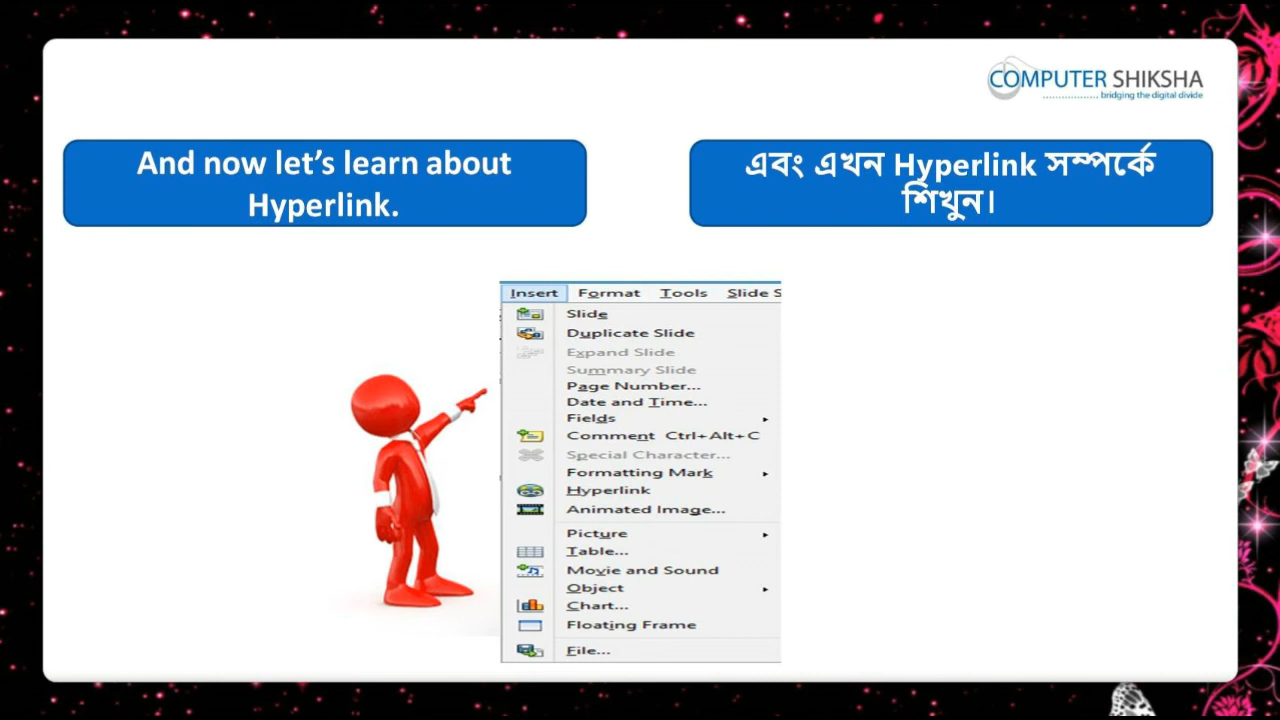 COMPUTER SHIKSHA
bridging the digital divide
And now let's learn about
Hyperlink.
এবং এখন Hyperlink সম্পর্কে
শিখুন।
Insert Format Tools Slide S
Slide
Duplicate Slide
Expand Slide
Summary Slide
Page Number...
Date and Time...
Fields
Comment Ctrl+Alt+C
Special Character...
Formatting Mark
Hyperlink
Animated Image...
Picture
Table...
Movie and Sound
Object
Chart...
Floating Frame
File...